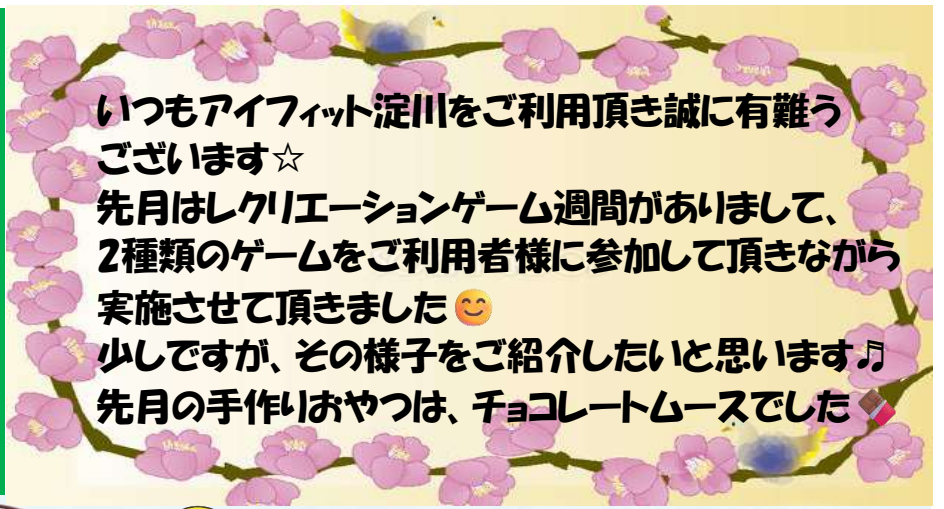 いつもアイフィット淀川をご利用頂き誠に有難う
ございます☆
先月はレクリエーションゲーム週間がありまして、
2種類のゲームをご利用者様に参加して頂きながら
実施させて頂きました😊
少しですが、その様子をご紹介したいと思います♬
先月の手作りおやつは、チョコレートムースでした🍫